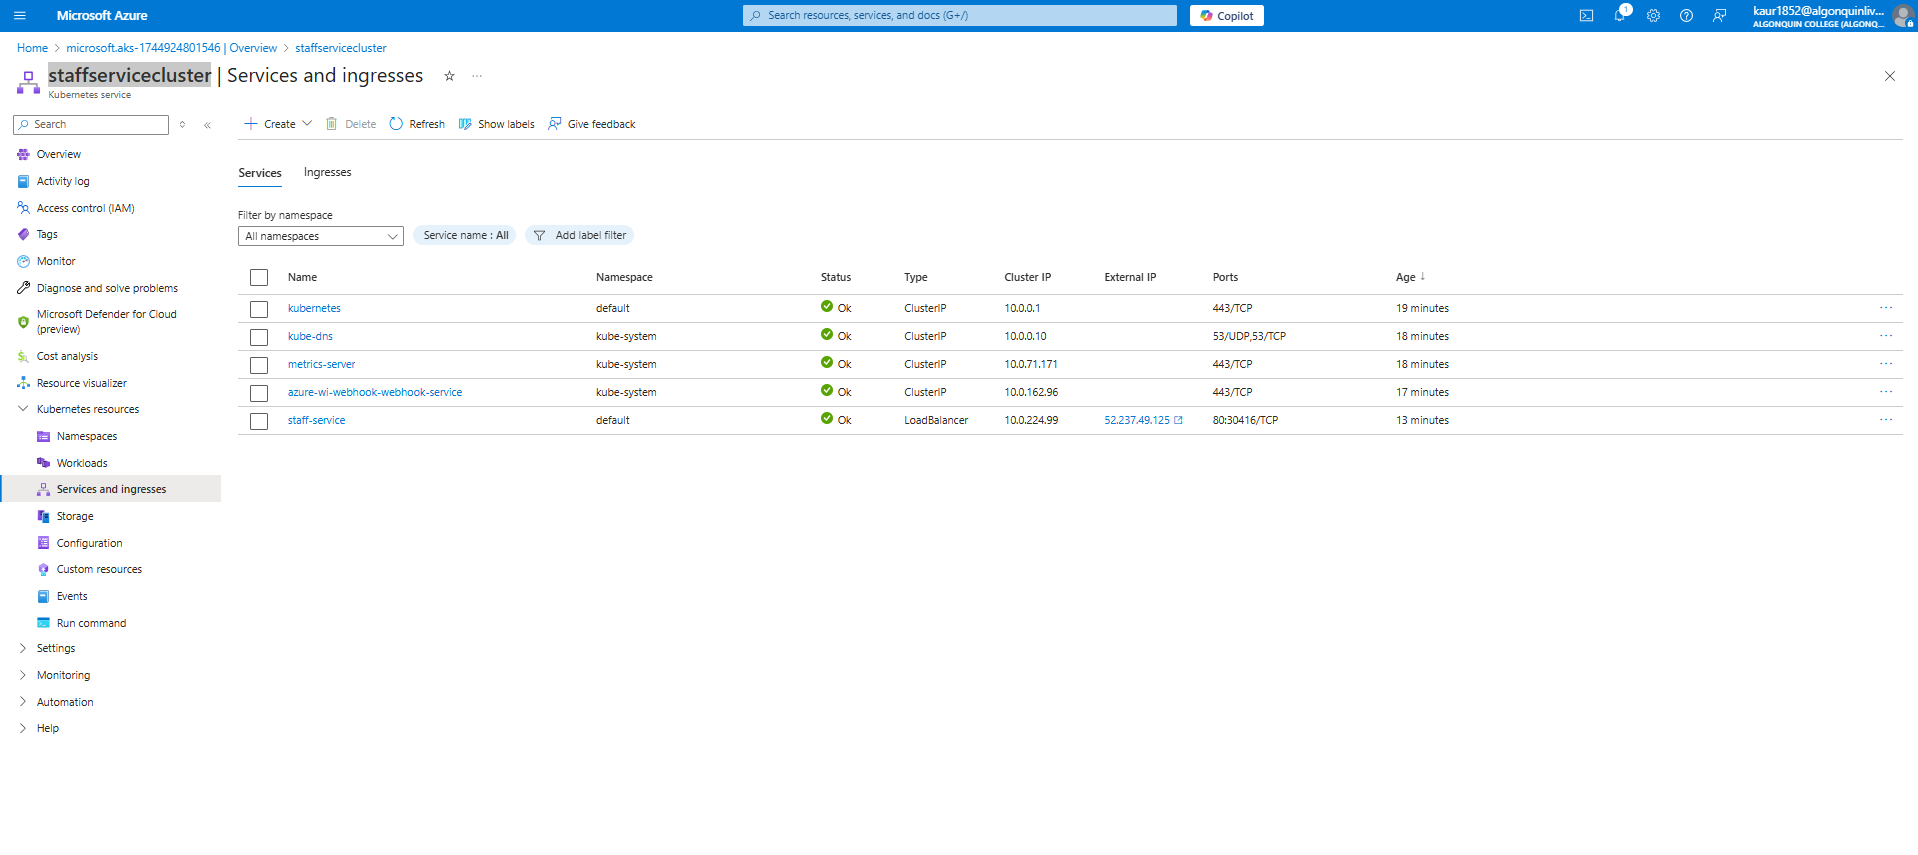 Microsoft Azure
Search resources, services, and docs (G+/)
Copilot
1
kaur1852@algonquinliv...
ALGONQUIN COLLEGE (ALGONQ...
Home > microsoft.aks-1744924801546 | Overview > staffservicecluster
staffservicecluster | Services and ingresses
Kubernetes service
Search
Create
Delete
Refresh
Show labels
Give feedback
Overview
Activity log
Access control (IAM)
Tags
Monitor
Diagnose and solve problems
Microsoft Defender for Cloud
(preview)
Cost analysis
Resource visualizer
Kubernetes resources
Namespaces
Workloads
Services and ingresses
Storage
Configuration
Custom resources
Events
Run command
Settings
Monitoring
Automation
Help
Services Ingresses
Filter by namespace
All namespaces
Service name : All
Add label filter
Name Namespace Status Type Cluster IP External IP Ports Age ↓
kubernetes default Ok ClusterIP 10.0.0.1 443/TCP 19 minutes
kube-dns kube-system Ok ClusterIP 10.0.0.10 53/UDP,53/TCP 18 minutes
metrics-server kube-system Ok ClusterIP 10.0.71.171 443/TCP 18 minutes
azure-wi-webhook-webhook-service kube-system Ok ClusterIP 10.0.162.96 443/TCP 17 minutes
staff-service default Ok LoadBalancer 10.0.224.99 52.237.49.125 80:30416/TCP 13 minutes